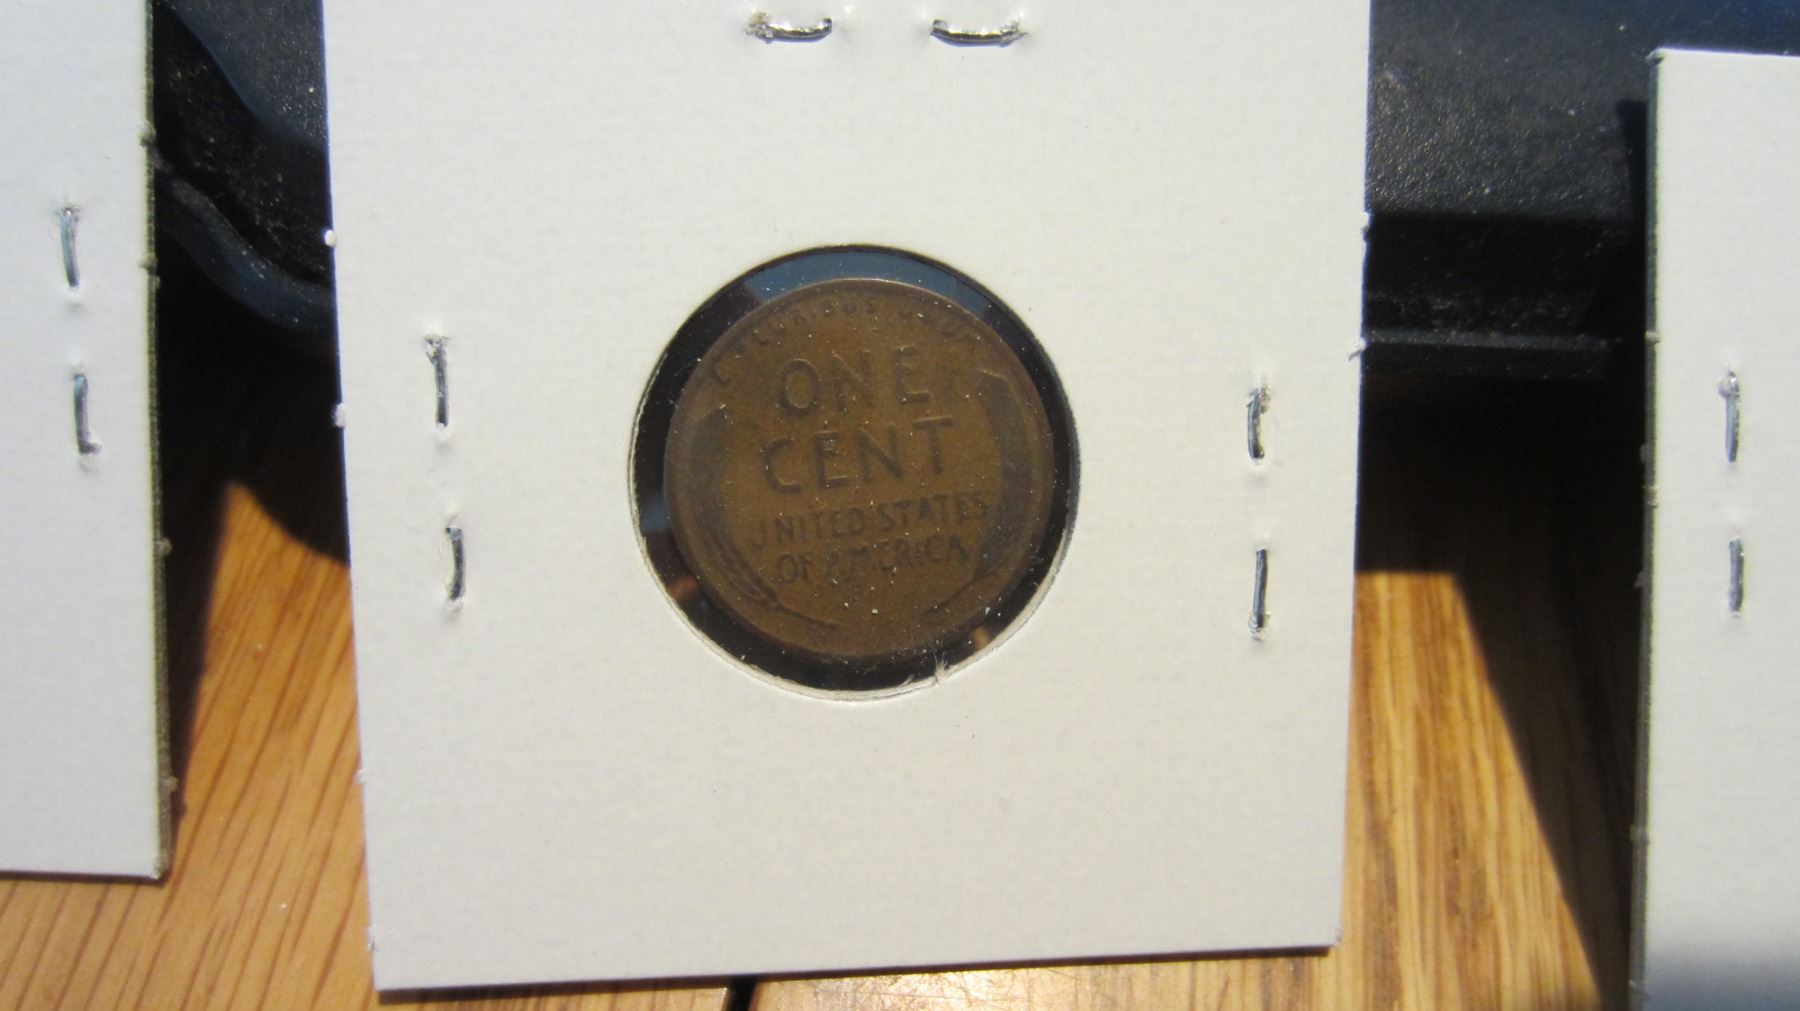 E PLURIBUS UNUM
ONE
CENT
UNITED STATES
OF AMERICA